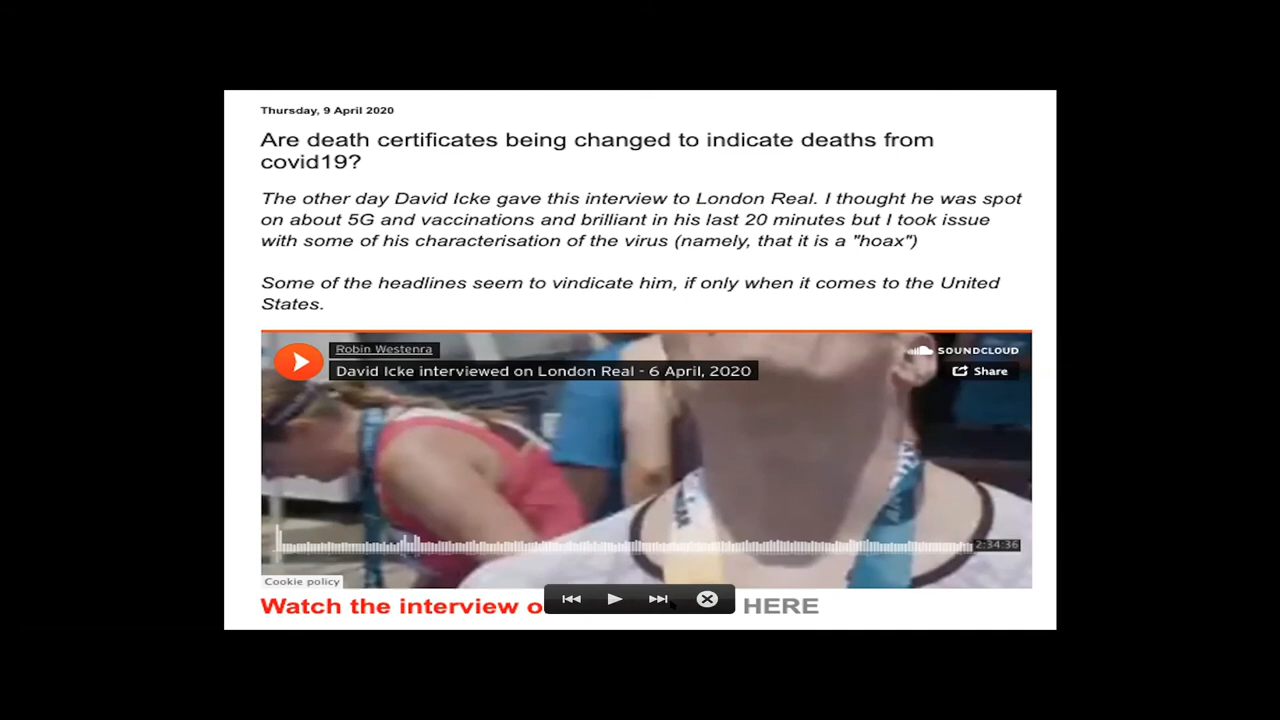 Thursday, 9 April 2020
Are death certificates being changed to indicate deaths from
covid19?
The other day David Icke gave this interview to London Real. I thought he was spot
on about 5G and vaccinations and brilliant in his last 20 minutes but I took issue
with some of his characterisation of the virus (namely, that it is a "hoax")
Some of the headlines seem to vindicate him, if only when it comes to the United
States.
Robin Westenra
SOUNDCLOUD
David Icke interviewed on London Real - 6 April, 2020
Share
2:34:36
Cookie policy
Watch the interview o
HERE